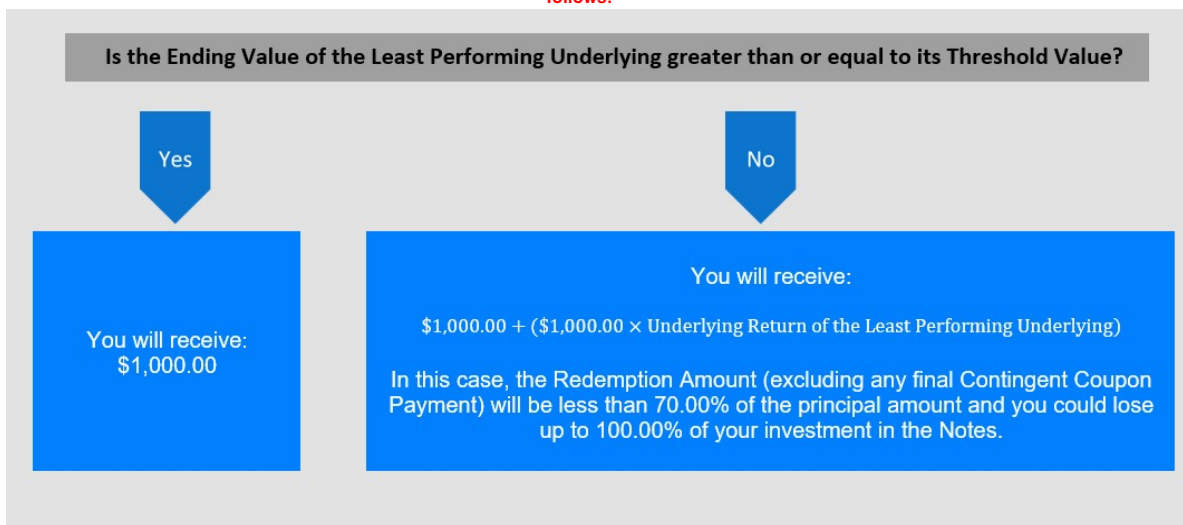 follows:
Is the Ending Value of the Least Performing Underlying greater than or equal to its Threshold Value?
Yes
No
You will receive:
$1,000.00
You will receive:
$1,000.00 + ($1,000.00 × Underlying Return of the Least Performing Underlying)
In this case, the Redemption Amount (excluding any final Contingent Coupon
Payment) will be less than 70.00% of the principal amount and you could lose
up to 100.00% of your investment in the Notes.